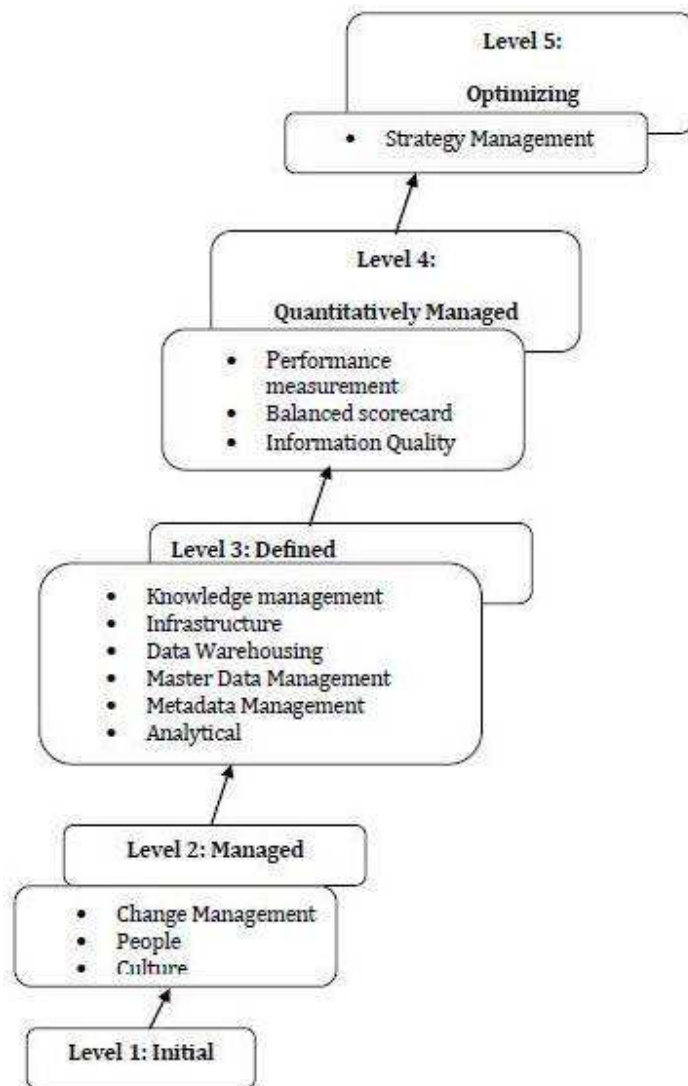 Level 5:
Optimizing
• Strategy Management
Level 4:
Quantitatively Managed
• Performance
measurement
• Balanced scorecard
• Information Quality
Level 3: Defined
• Knowledge management
• Infrastructure
• Data Warehousing
• Master Data Management
• Metadata Management
• Analytical
Level 2: Managed
• Change Management
• People
• Culture
Level 1: Initial